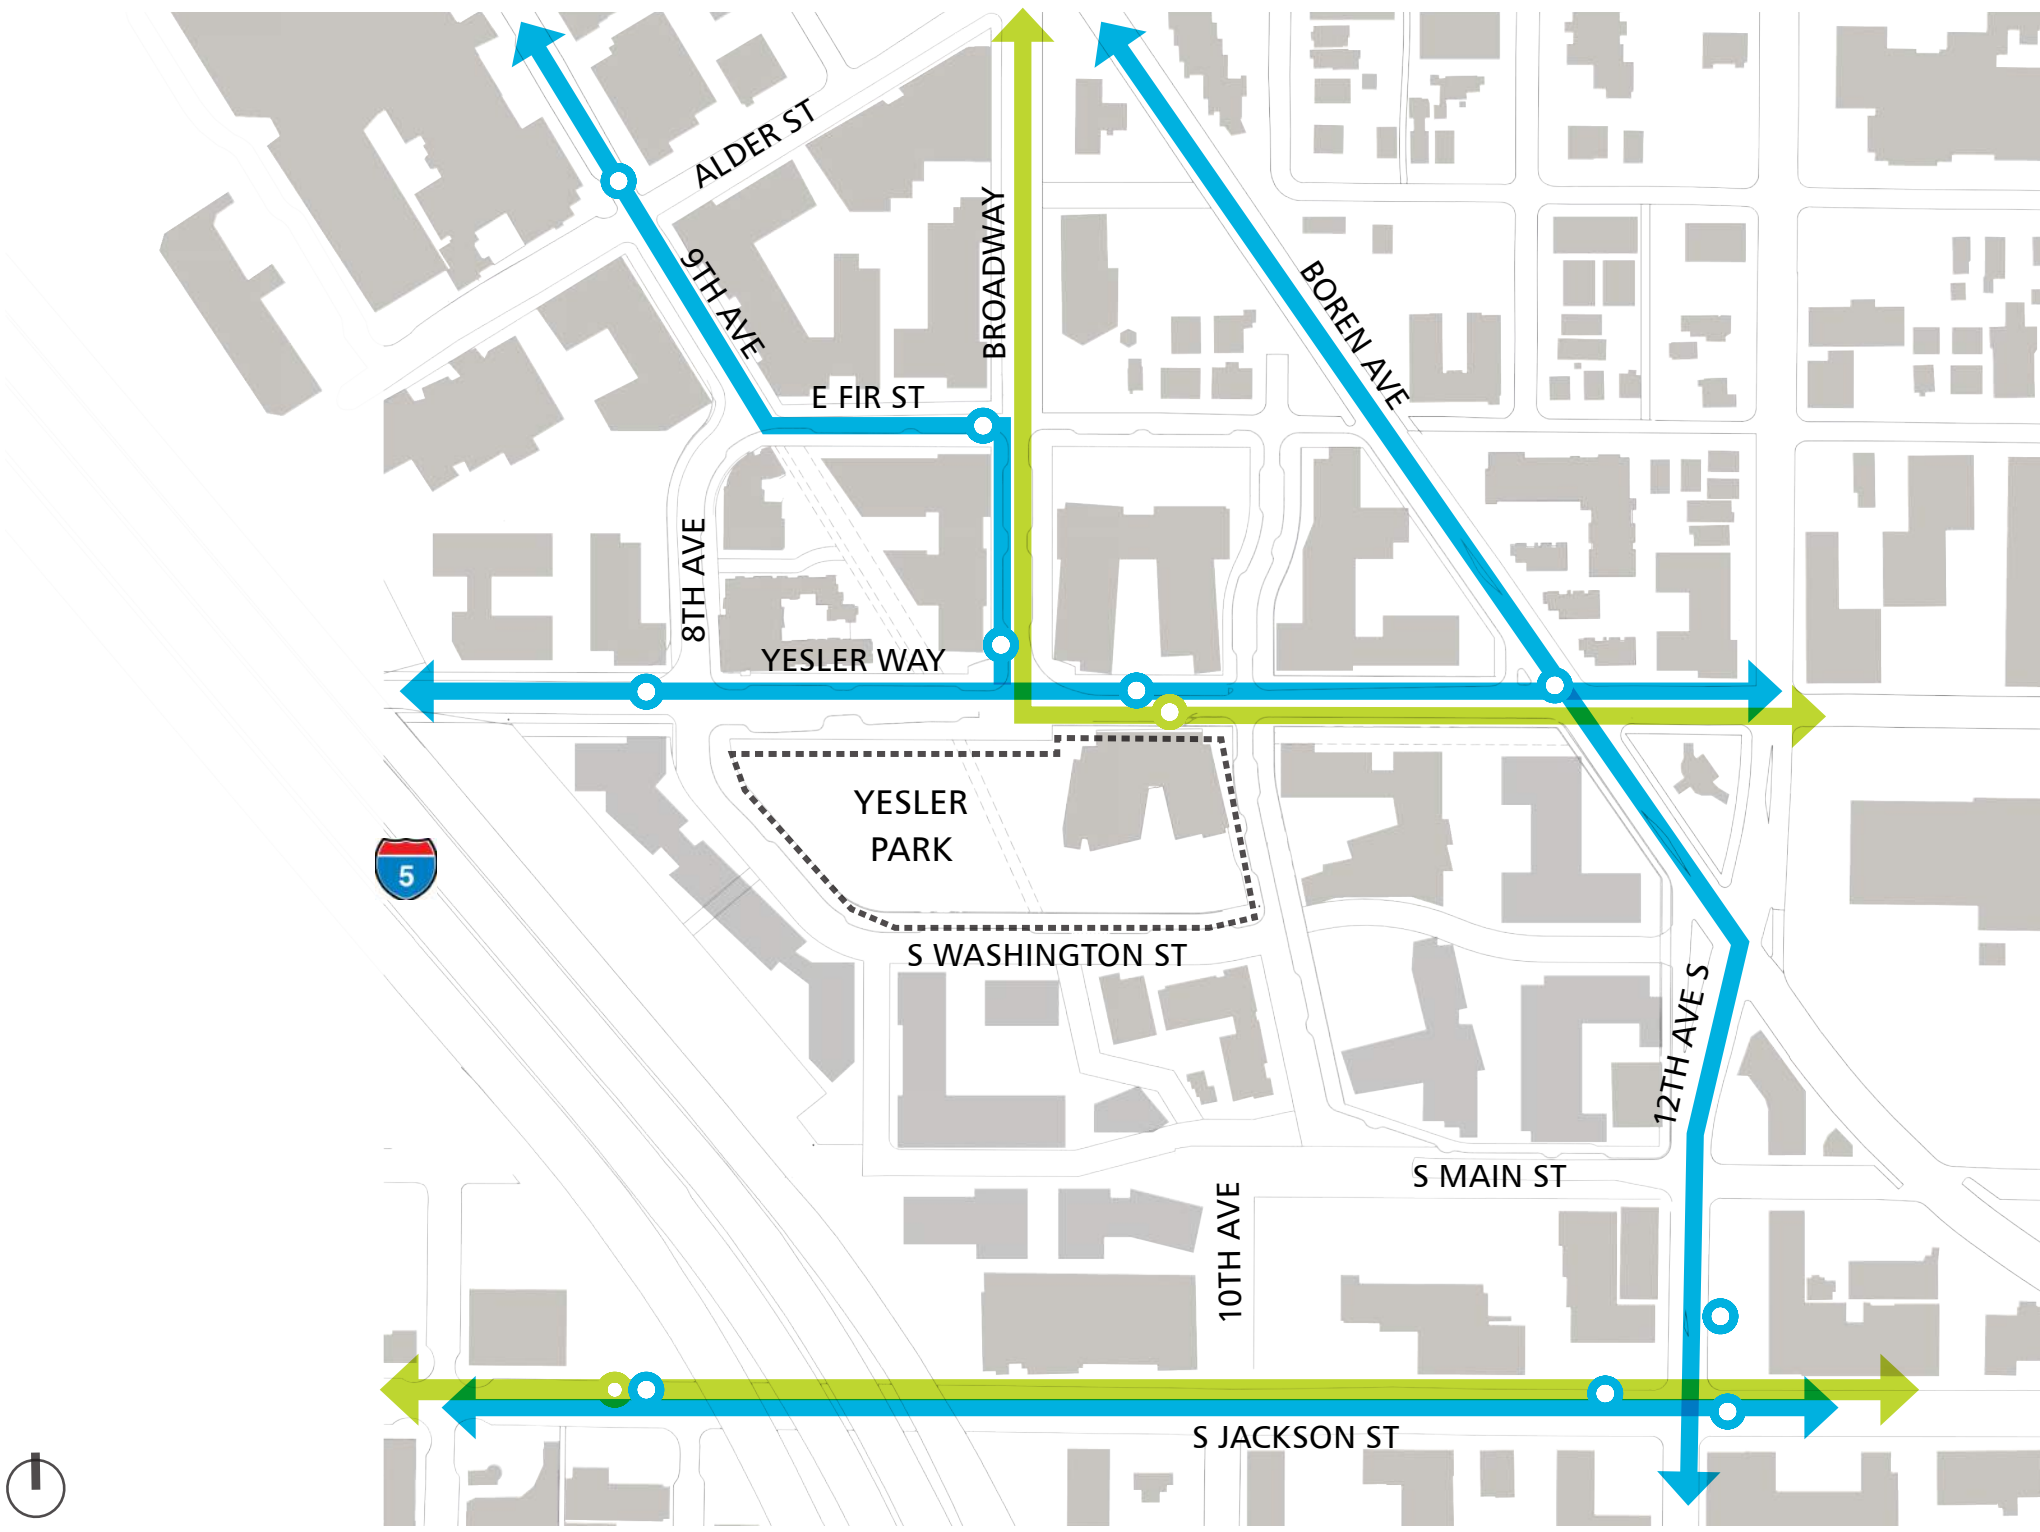 ALDER ST
BROADWAY
9TH AVE
BOREN AVE
E FIR ST
8TH AVE
YESLER WAY
YESLER
PARK
5
S WASHINGTON ST
12TH AVE S
S MAIN ST
10TH AVE
S JACKSON ST